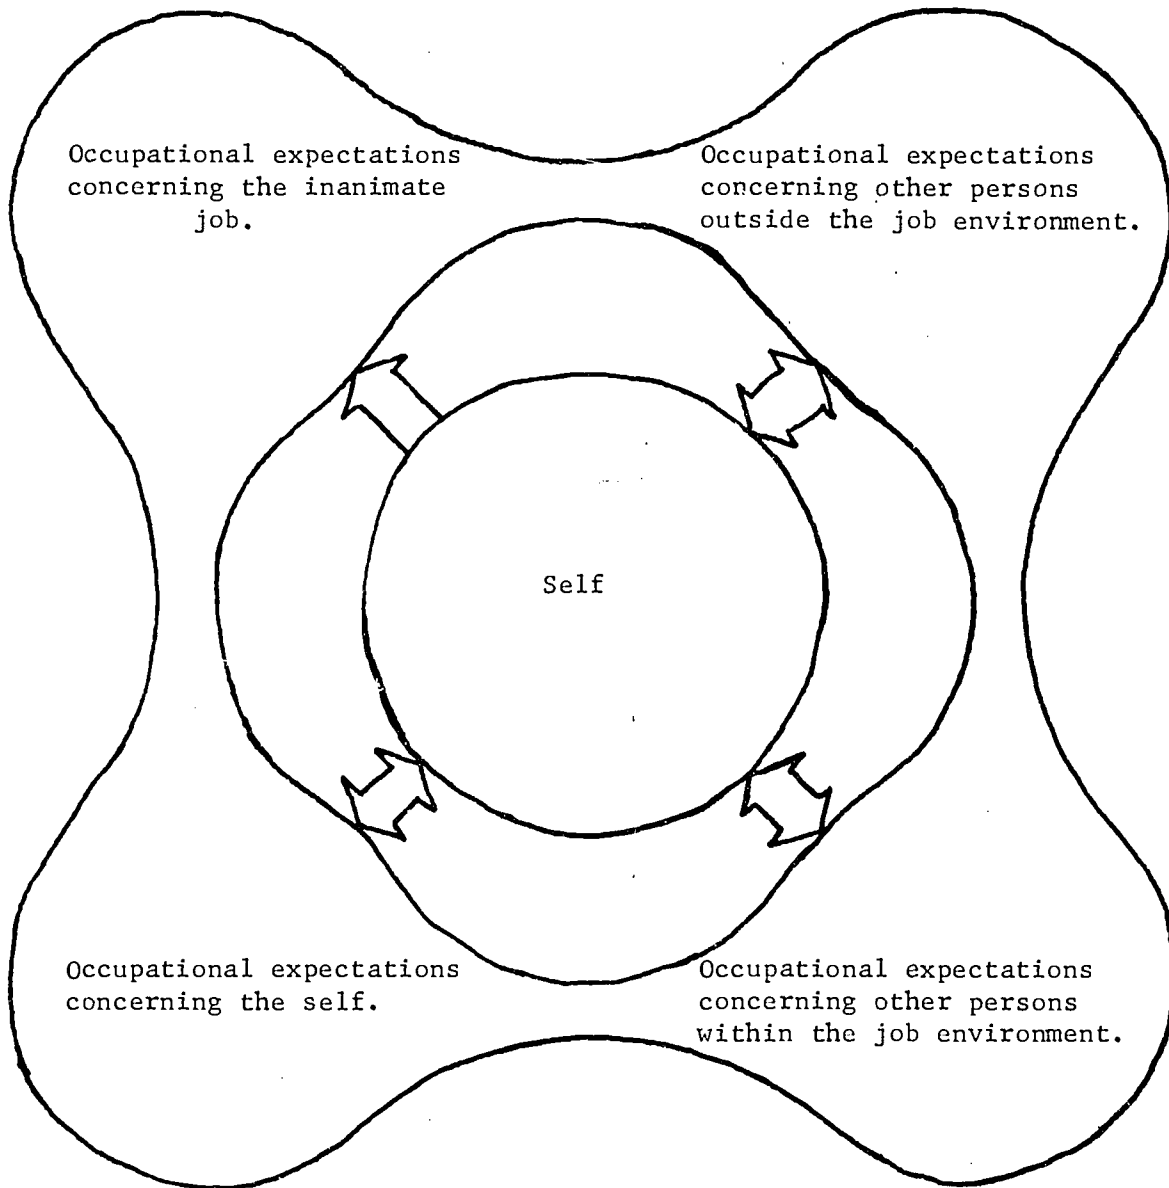 Occupational expectations
concerning the inanimate
job.
Occupational expectations
concerning other persons
outside the job environment.
Self
Occupational expectations
concerning the self.
Occupational expectations
concerning other persons
within the job environment.